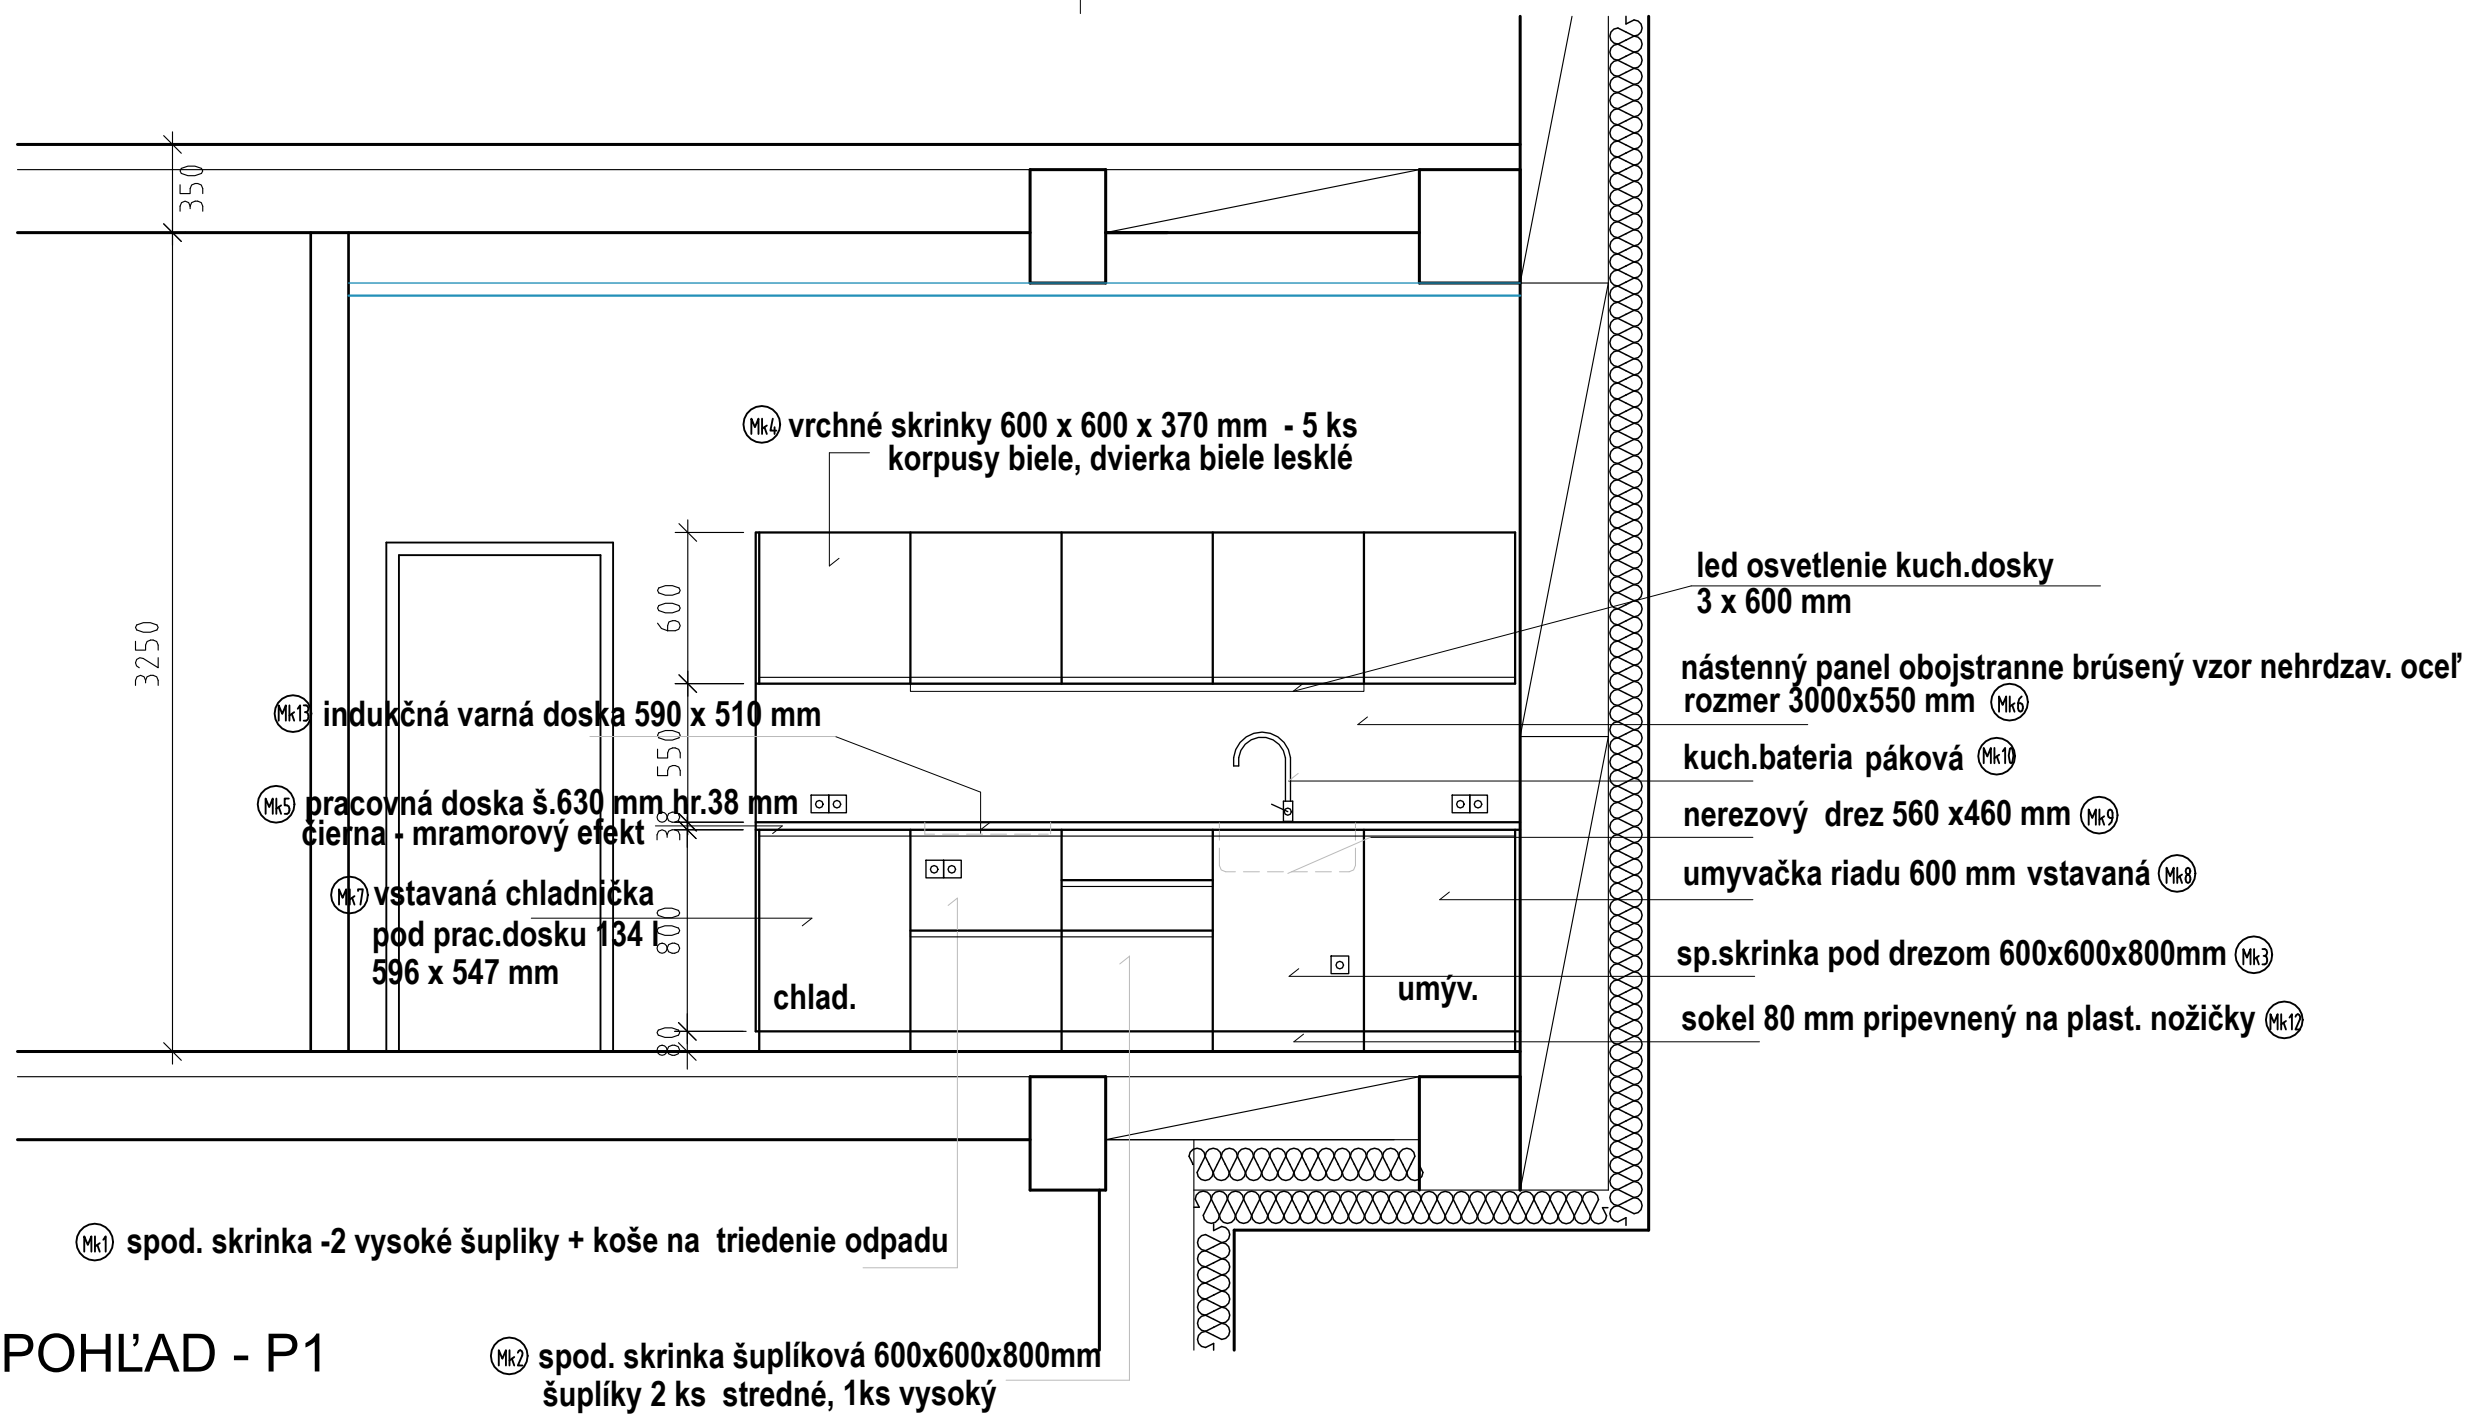 350
3250
Mk4 vrchné skrinky 600 x 600 x 370 mm - 5 ks
korpusy biele, dvierka biele lesklé
600
550
38
800
80
led osvetlenie kuch.dosky
3 x 600 mm
nástenný panel obojstranne brúsený vzor nehrdzav. oceľ
rozmer 3000x550 mm Mk6
Mk13 indukčná varná doska 590 x 510 mm
kuch.bateria páková Mk10
Mk5 pracovná doska š.630 mm hr.38 mm
čierna - mramorový efekt
nerezový drez 560 x460 mm Mk9
umyvačka riadu 600 mm vstavaná Mk8
Mk7 vstavaná chladnička
pod prac.dosku 134 l
596 x 547 mm
sp.skrinka pod drezom 600x600x800mm Mk3
chlad.
umýv.
sokel 80 mm pripevnený na plast. nožičky Mk12
Mk1 spod. skrinka -2 vysoké šupliky + koše na triedenie odpadu
POHĽAD - P1
Mk2 spod. skrinka šuplíková 600x600x800mm
šuplíky 2 ks stredné, 1ks vysoký